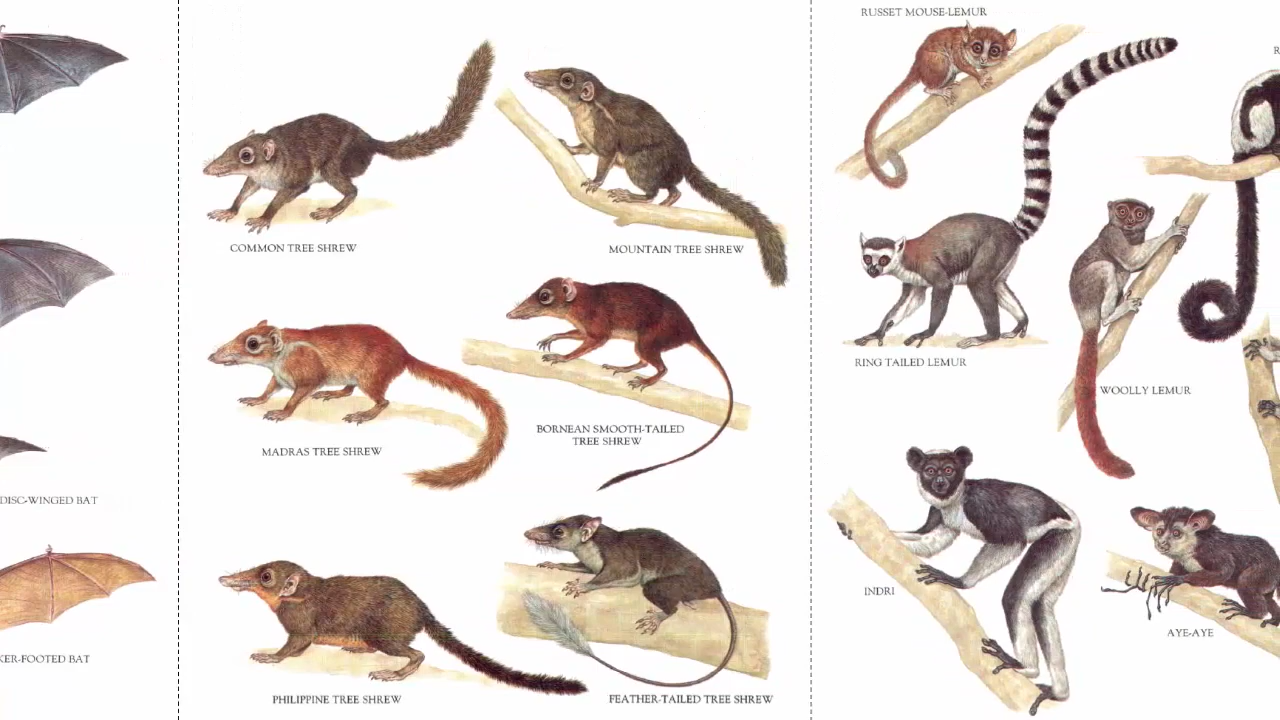 DISC-WINGED BAT
KER-FOOTED BAT
COMMON TREE SHREW
MOUNTAIN TREE SHREW
MADRAS TREE SHREW
BORNEAN SMOOTH-TAILED
TREE SHREW
PHILIPPINE TREE SHREW
FEATHER-TAILED TREE SHREW
RUSSET MOUSE-LEMUR
R
RING TAILED LEMUR
WOOLLY LEMUR
INDRI
AYE-AYE